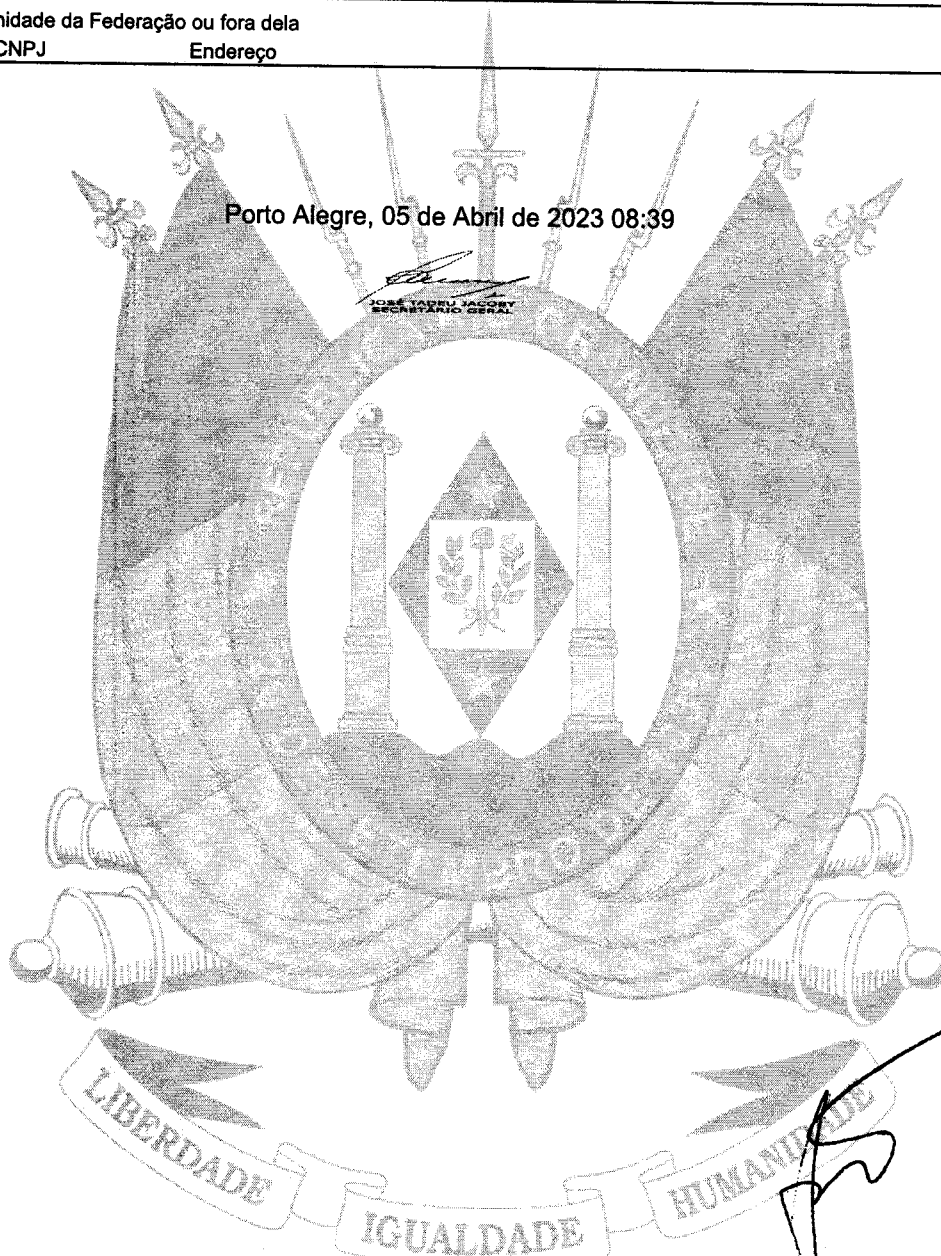 nidade da Federação ou fora dela
CNPJ Endereço
Porto Alegre, 05 de Abril de 2023 08:39
JOSÉ TADEU JACOBY
SECRETÁRIO GERAL
LIBERDADE
IGUALDADE
HUMANIDADE